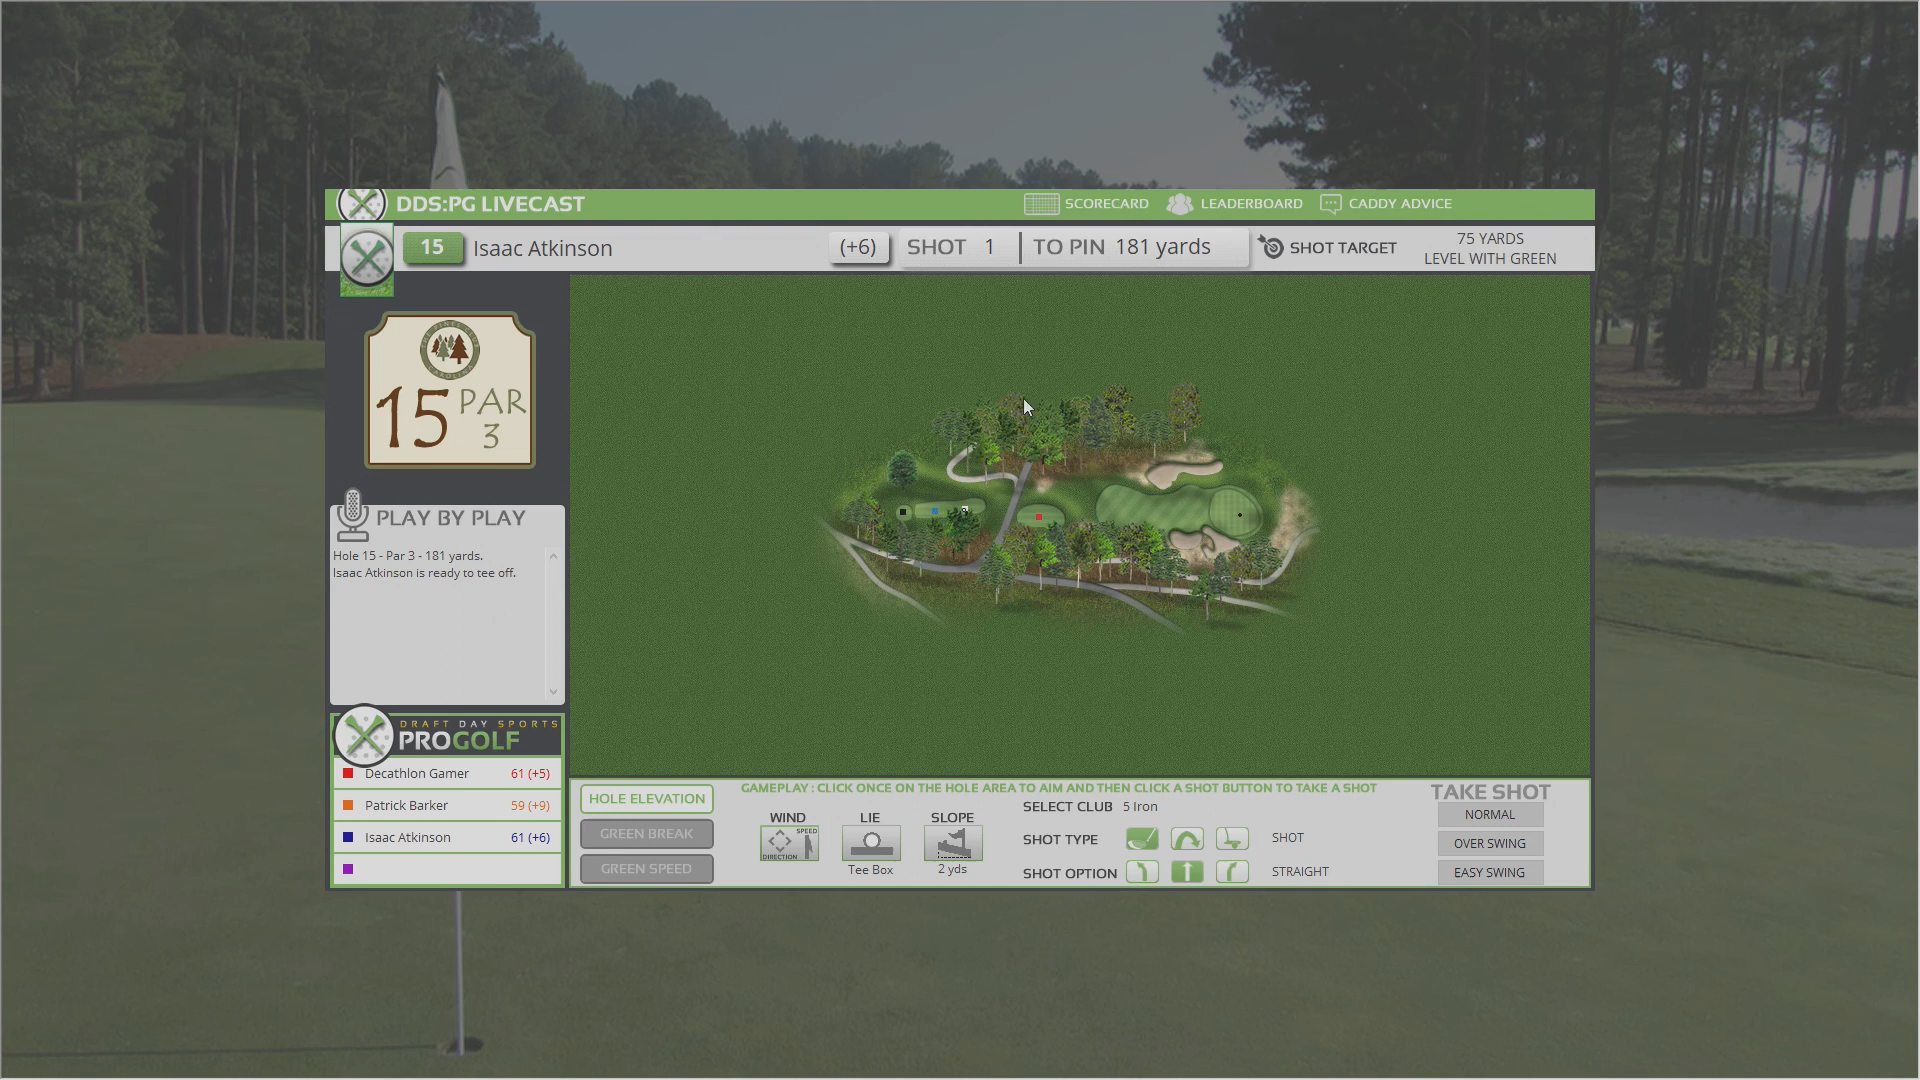 DDS:PG LIVECAST
SCORECARD
LEADERBOARD
CADDY ADVICE
15
Isaac Atkinson
(+6)
SHOT 1
TO PIN 181 yards
SHOT TARGET
75 YARDS
LEVEL WITH GREEN
15 PAR
3
PLAY BY PLAY
Hole 15 - Par 3 - 181 yards.
Isaac Atkinson is ready to tee off.
DRAFT DAY SPORTS
PROGOLF
Decathlon Gamer 61 (+5)
Patrick Barker 59 (+9)
Isaac Atkinson 61 (+6)
HOLE ELEVATION
GREEN BREAK
GREEN SPEED
GAMEPLAY : CLICK ONCE ON THE HOLE AREA TO AIM AND THEN CLICK A SHOT BUTTON TO TAKE A SHOT
WIND
SPEED
DIRECTION
LIE
Tee Box
SLOPE
2 yds
SELECT CLUB 5 Iron
SHOT TYPE
SHOT
SHOT OPTION
STRAIGHT
TAKE SHOT
NORMAL
OVER SWING
EASY SWING